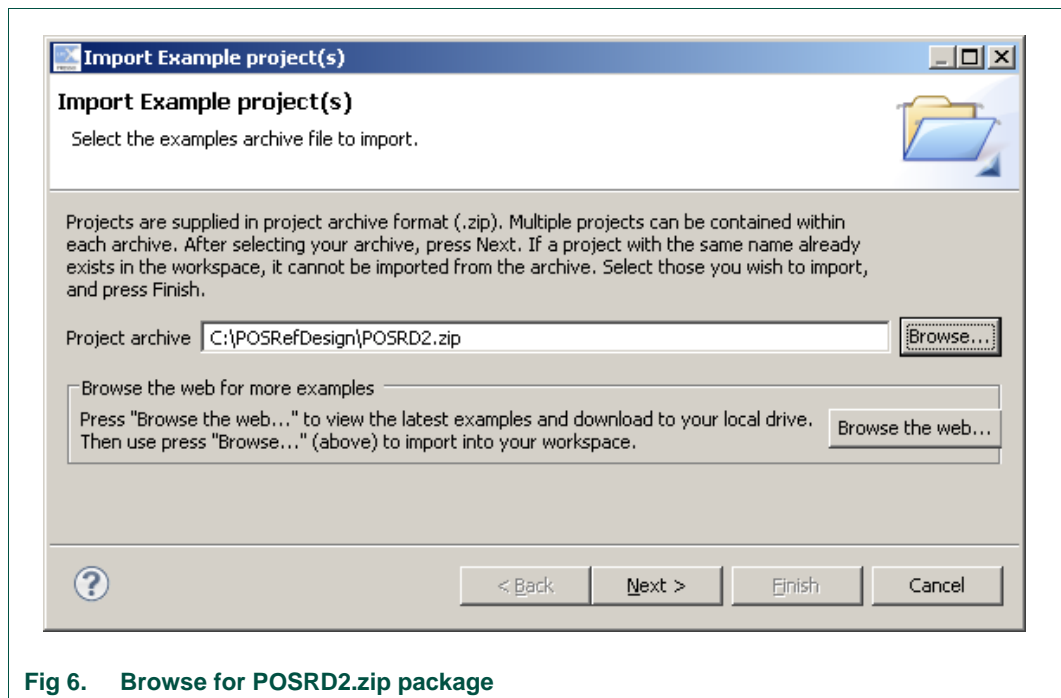 Import Example project(s)
Import Example project(s)
Select the examples archive file to import.
Projects are supplied in project archive format (.zip). Multiple projects can be contained within
each archive. After selecting your archive, press Next. If a project with the same name already
exists in the workspace, it cannot be imported from the archive. Select those you wish to import,
and press Finish.
Project archive C:\POSRefDesign\POSRD2.zip Browse...
Browse the web for more examples
Press "Browse the web..." to view the latest examples and download to your local drive.
Then use press "Browse..." (above) to import into your workspace.
Browse the web...
? < Back Next > Finish Cancel
Fig 6. Browse for POSRD2.zip package